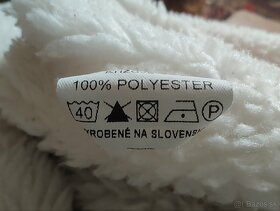 100% POLYESTER
40 P
VYROBENÉ NA SLOVENSKU
© Bazos.sk